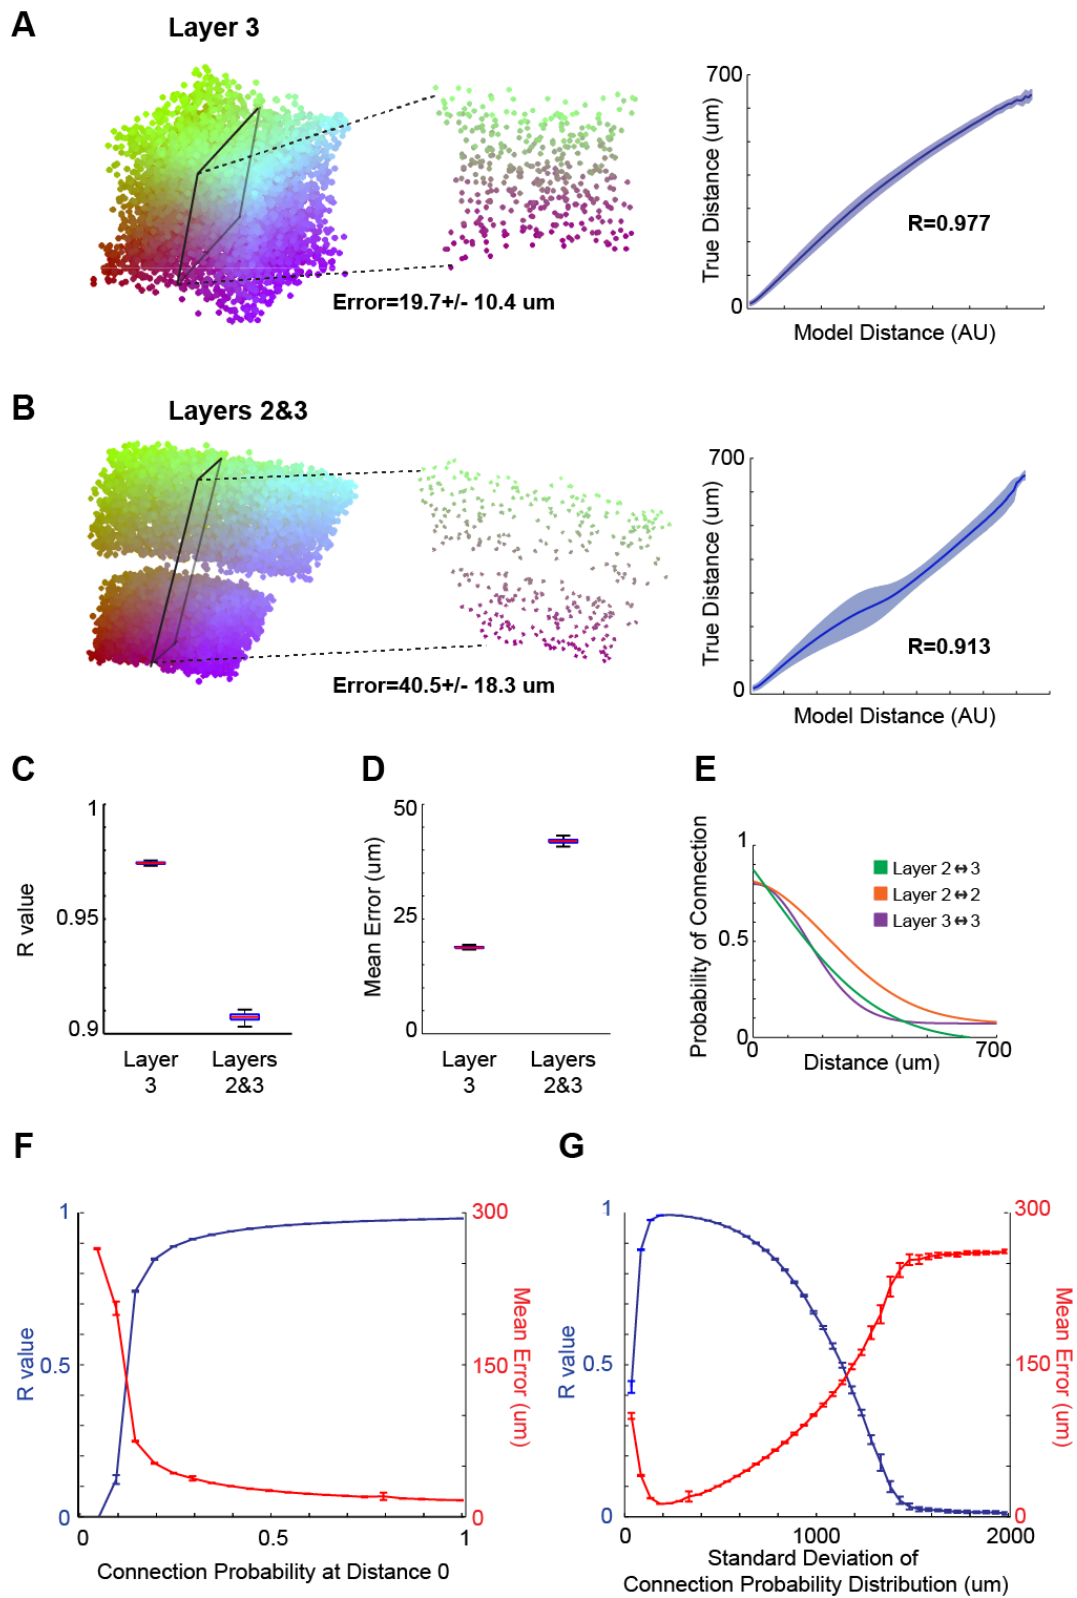 A
Layer 3
700
True Distance (um)
R=0.977
0
Error=19.7+/- 10.4 um
Model Distance (AU)
B
Layers 2&3
700
True Distance (um)
R=0.913
0
Error=40.5+/- 18.3 um
Model Distance (AU)
C
1
R value
0.95
0.9
Layer
3
Layers
2&3
D
50
Mean Error (um)
25
0
Layer
3
Layers
2&3
E
1
Probability of Connection
0.5
0
Layer 2↔3
Layer 2↔2
Layer 3↔3
0
700
Distance (um)
F
1
300
R value
0.5
150
Mean Error (um)
0
0
0
0.5
1
Connection Probability at Distance 0
G
1
300
R value
0.5
150
Mean Error (um)
0
0
0
1000
2000
Standard Deviation of
Connection Probability Distribution (um)